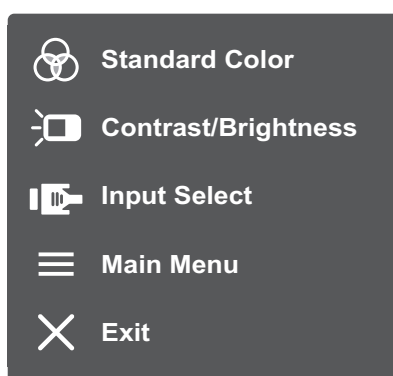 Standard Color
Contrast/Brightness
Input Select
Main Menu
Exit